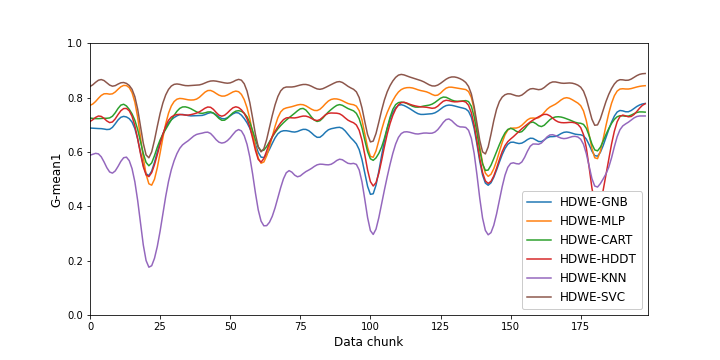 1.0
0.8
0.6
0.4
0.2
0.0
G-mean1
0
25
50
75
100
125
150
175
Data chunk
HDWE-GNB
HDWE-MLP
HDWE-CART
HDWE-HDDT
HDWE-KNN
HDWE-SVC